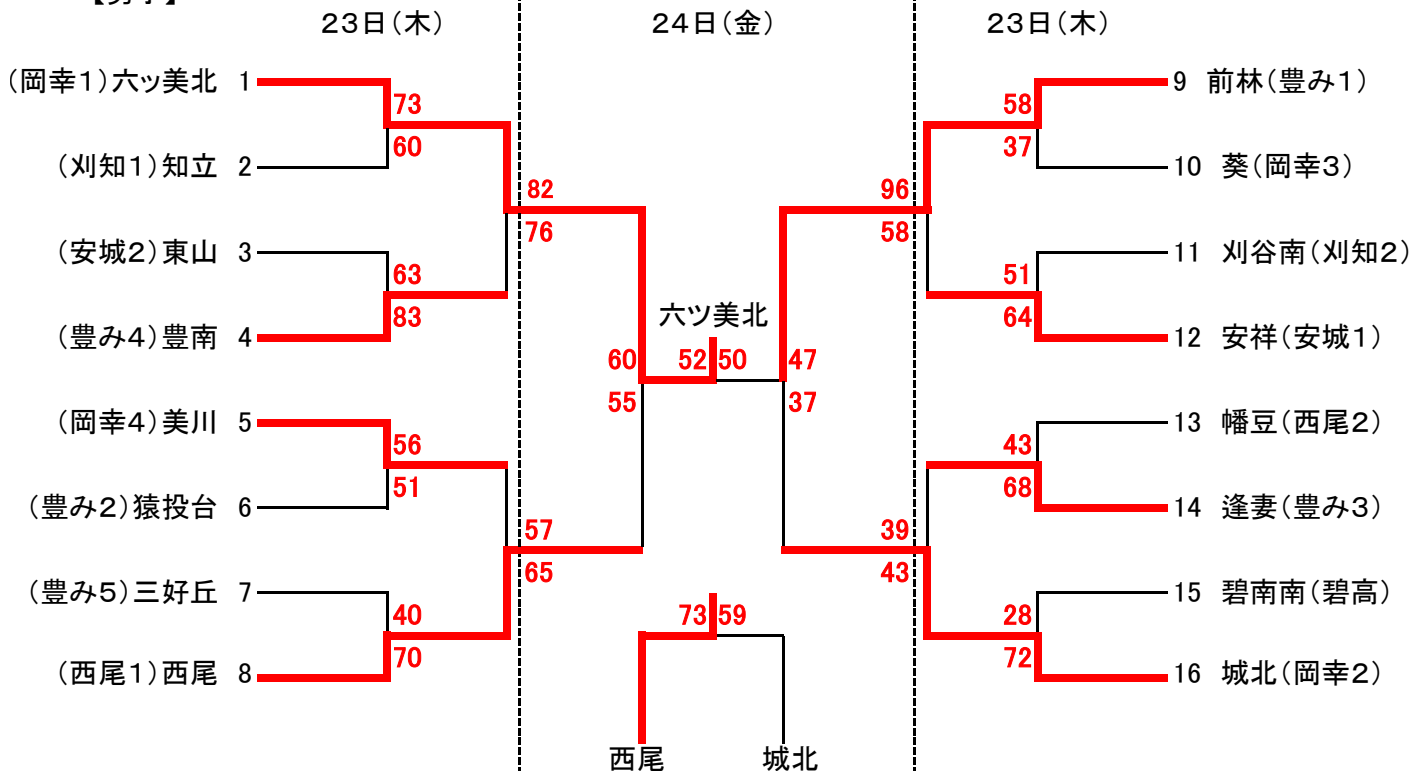 23日(木) 24日(金) 23日(木)
(岡幸1)六ッ美北 1
73
60
(刈知1)知立 2
82
76
(安城2)東山 3
63
83
(豊み4)豊南 4
60
55
(岡幸4)美川 5
56
51
(豊み2)猿投台 6
57
65
(豊み5)三好丘 7
40
70
(西尾1)西尾 8
六ツ美北
52 50
73 59
西尾 城北
9 前林(豊み1)
58
37
10 葵(岡幸3)
96
58
11 刈谷南(刈知2)
51
64
12 安祥(安城1)
47
37
13 幡豆(西尾2)
43
68
14 逢妻(豊み3)
39
43
15 碧南南(碧高)
28
72
16 城北(岡幸2)